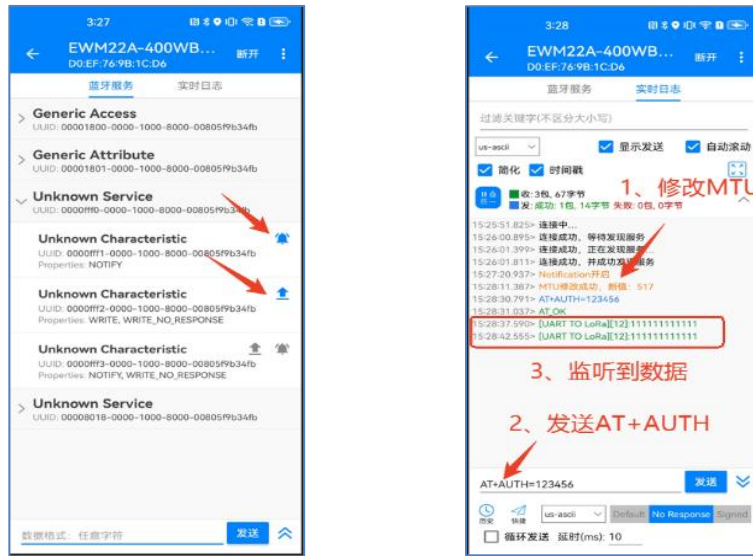 3:27
EWM22A-400WB... 断开
D0:EF:76:9B:1C:D6
蓝牙服务 实时日志
Generic Access
UUID: 00001800-0000-1000-8000-00805f9b34fb
Generic Attribute
UUID: 00001801-0000-1000-8000-00805f9b34fb
Unknown Service
UUID: 0000fff0-0000-1000-8000-00805f9b34fb
Unknown Characteristic
UUID: 0000fff1-0000-1000-8000-00805f9b34fb
Properties: NOTIFY
Unknown Characteristic
UUID: 0000fff2-0000-1000-8000-00805f9b34fb
Properties: WRITE, WRITE_NO_RESPONSE
Unknown Characteristic
UUID: 0000fff3-0000-1000-8000-00805f9b34fb
Properties: NOTIFY, WRITE_NO_RESPONSE
Unknown Service
UUID: 00008018-0000-1000-8000-00805f9b34fb
数据格式: 任意字符 发送
3:28
EWM22A-400WB... 断开
D0:EF:76:9B:1C:D6
蓝牙服务 实时日志
过滤关键字(不区分大小写)
us-ascii 显示发送 自动滚动
简化 时间戳
收: 3包, 67字节
发: 成功: 1包, 14字节 失败: 0包, 0字节
1、修改MTU
15:25:51.825> 连接中...
15:26:00.895> 连接成功, 等待发现服务
15:26:01.399> 连接成功, 正在发现服务...
15:26:01.811> 连接成功, 并成功发现服务
15:27:20.937> Notification开启
15:28:11.387> MTU修改成功, 新值: 517
15:28:30.791> AT+AUTH=123456
15:28:31.037> AT_OK
15:28:37.590> [UART TO LoRa][12]:111111111111
15:28:42.555> [UART TO LoRa][12]:111111111111
3、监听到数据
2、发送AT+AUTH
AT+AUTH=123456 发送
历史 快捷 us-ascii Default No Response Signed
循环发送 延时(ms): 10